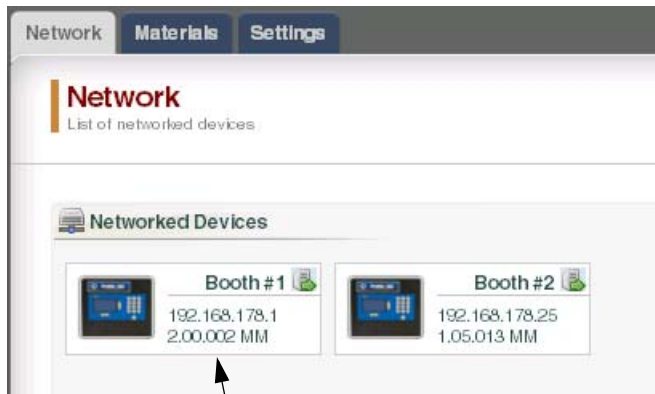 Network Materials Settings
Network
List of networked devices
Networked Devices
Booth #1
192.168.178.1
2.00.002 MM
Booth #2
192.168.178.25
1.05.013 MM